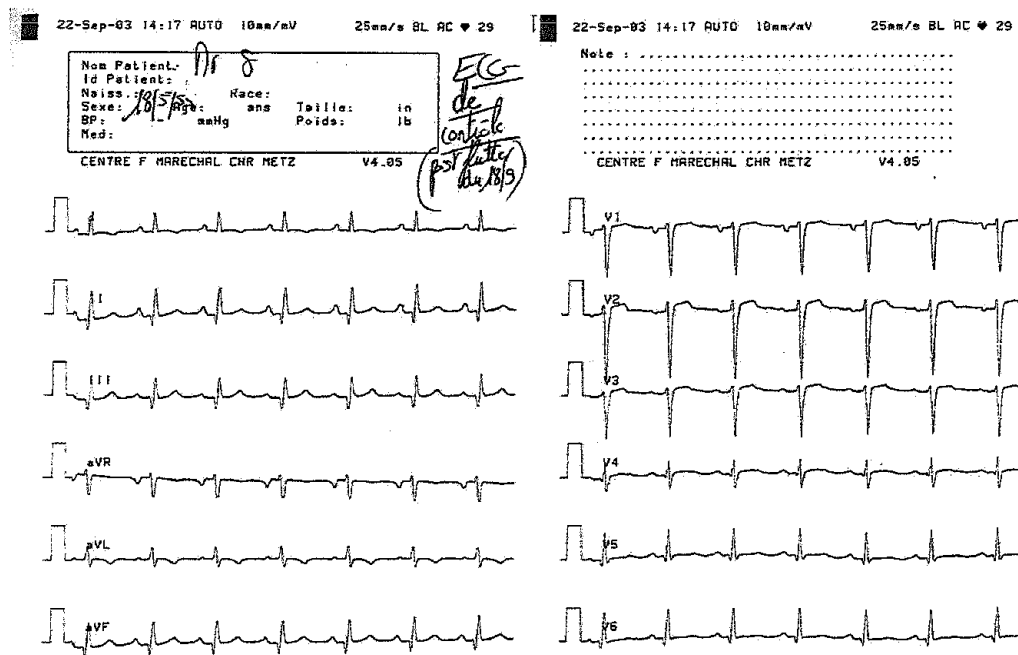 22-Sep-03 14:17 AUTO 10mm/mV 25mm/s BL AC ♥ 29
Nom Patient:
Id Patient:
Naiss.: Race:
Sexe: Age: ans Taille: in
BP: mmHg Poids: lb
Med:
ECG
de
contrôle
(post lutte
du 18/9)
CENTRE F MARECHAL CHR METZ V4.05
I
III
aVR
aVL
aVF
22-Sep-03 14:17 AUTO 10mm/mV 25mm/s BL AC ♥ 29
Note :
CENTRE F MARECHAL CHR METZ V4.05
V1
V2
V3
V4
V5
V6